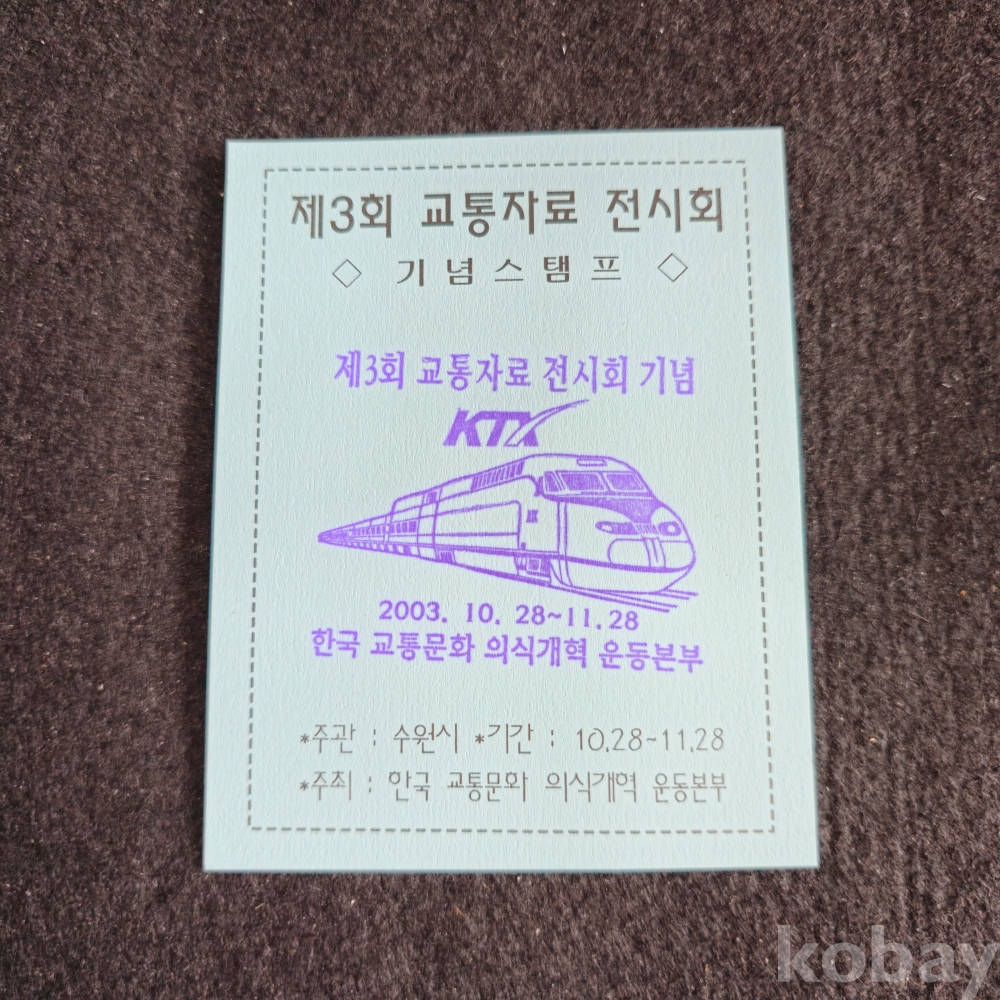 제3회 교통자료 전시회
◇ 기념스탬프 ◇
제3회 교통자료 전시회 기념
KTX
2003. 10. 28~11. 28
한국 교통문화 의식개혁 운동본부
*주관 : 수원시 *기간 : 10.28~11.28
*주최 : 한국 교통문화 의식개혁 운동본부
kobay